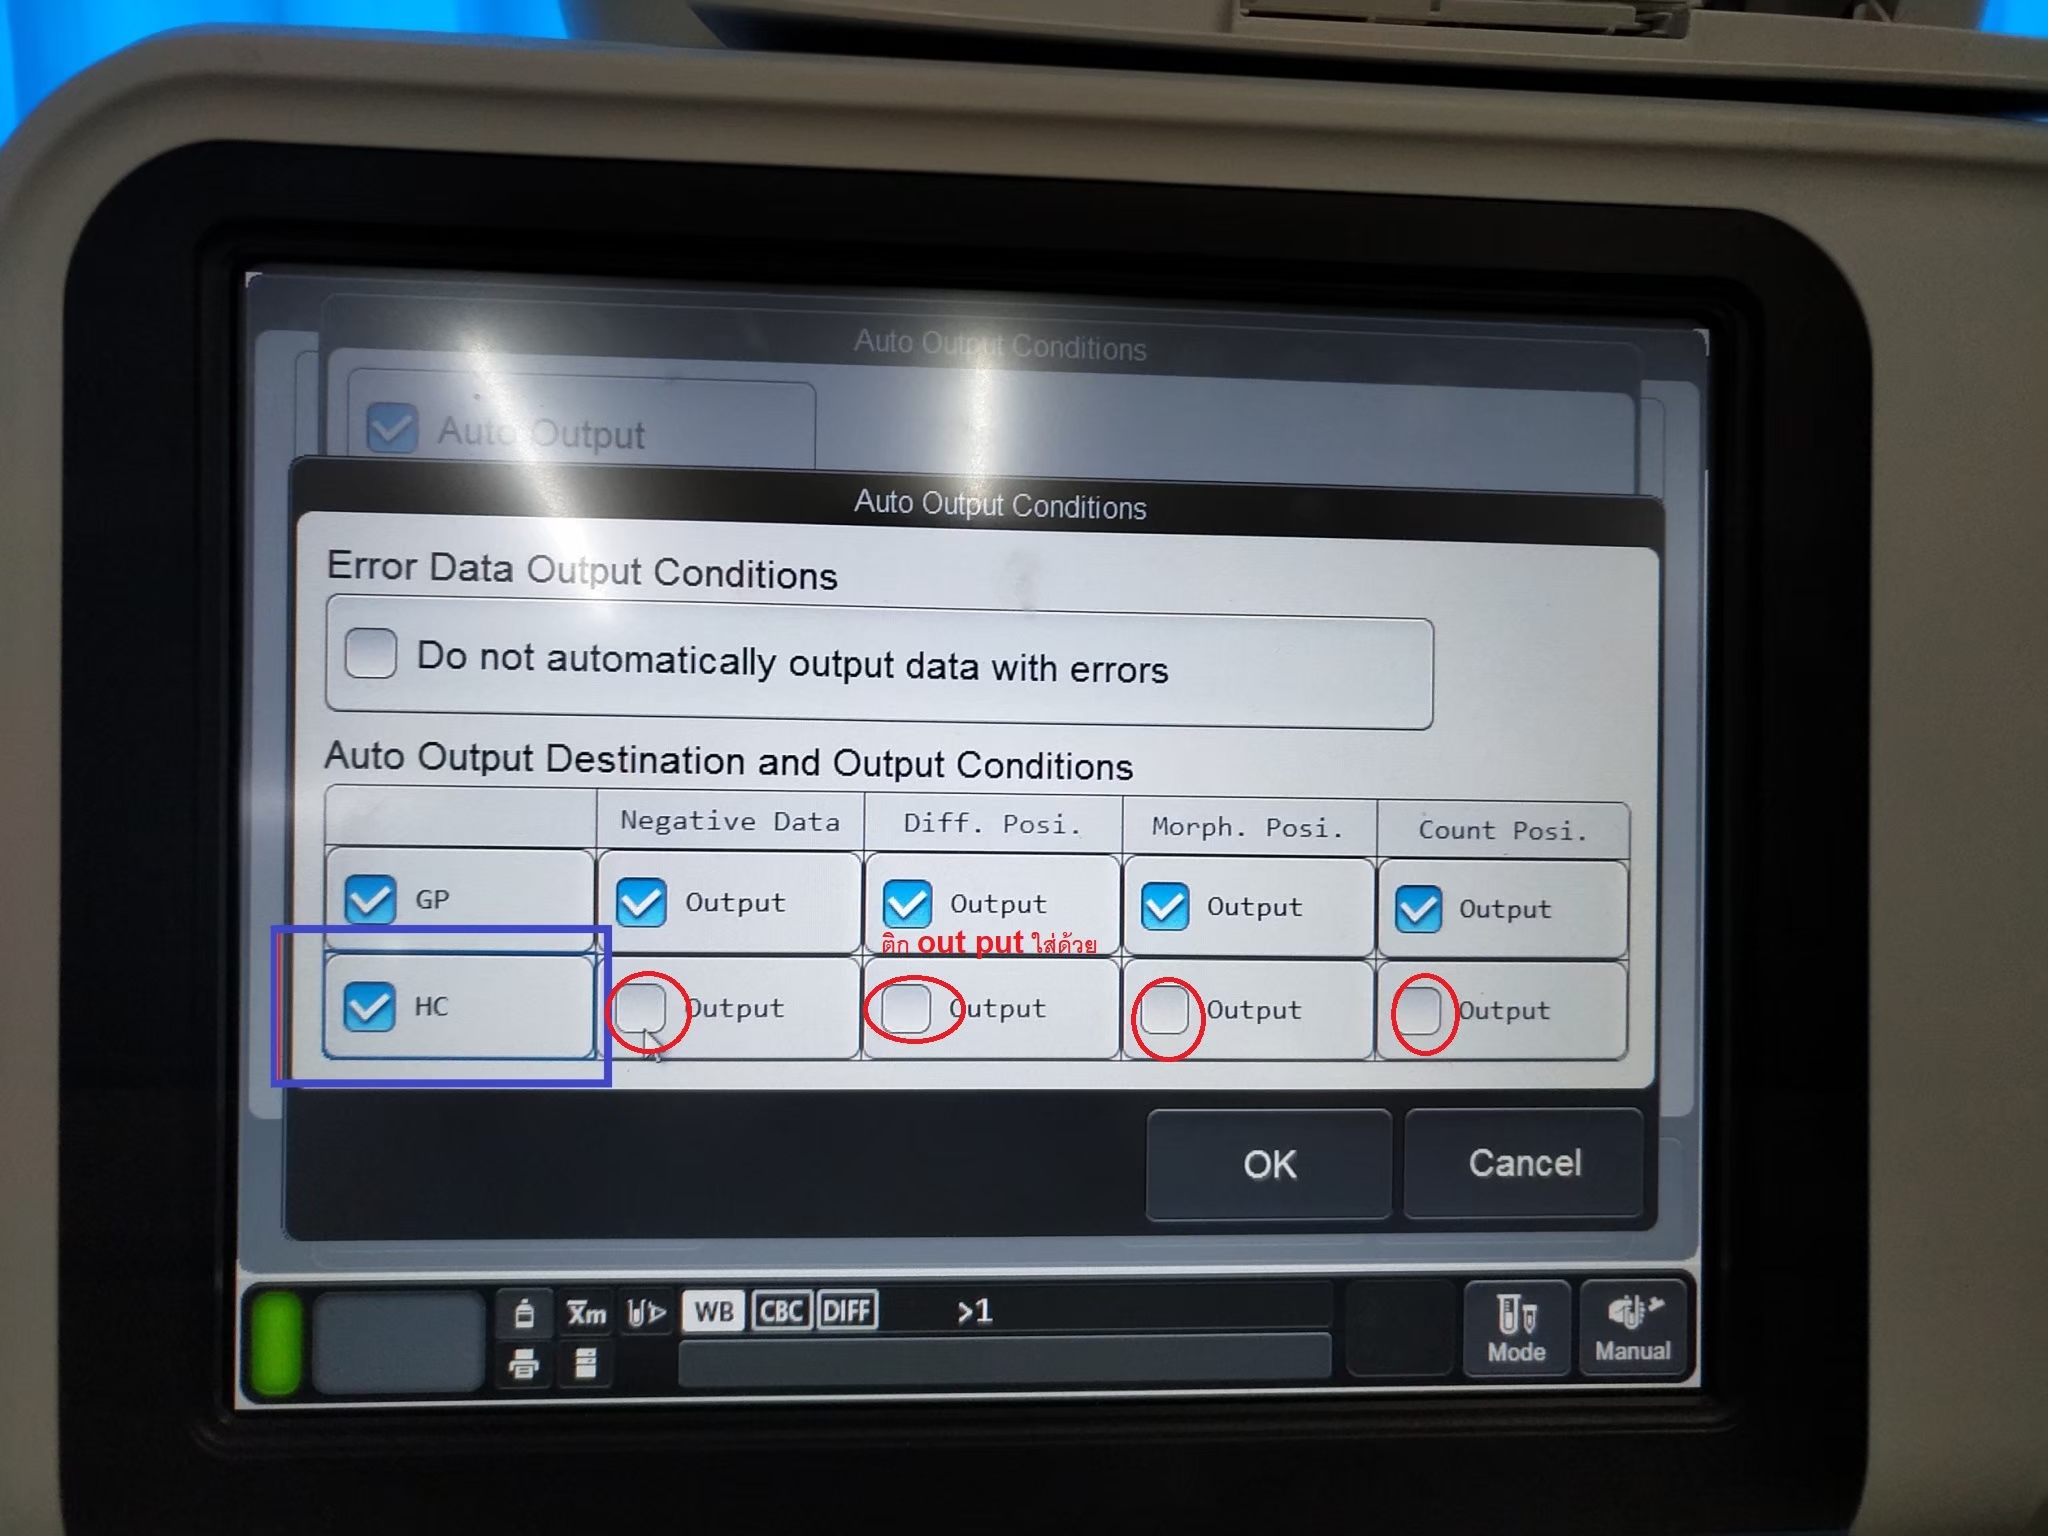 Auto Output Conditions
Auto Output
Auto Output Conditions
Error Data Output Conditions
Do not automatically output data with errors
Auto Output Destination and Output Conditions
Negative Data Diff. Posi. Morph. Posi. Count Posi.
GP Output Output Output Output
ติก out put ใส่ด้วย
HC Output Output Output Output
OK Cancel
Xm WB CBC DIFF >1
Mode Manual